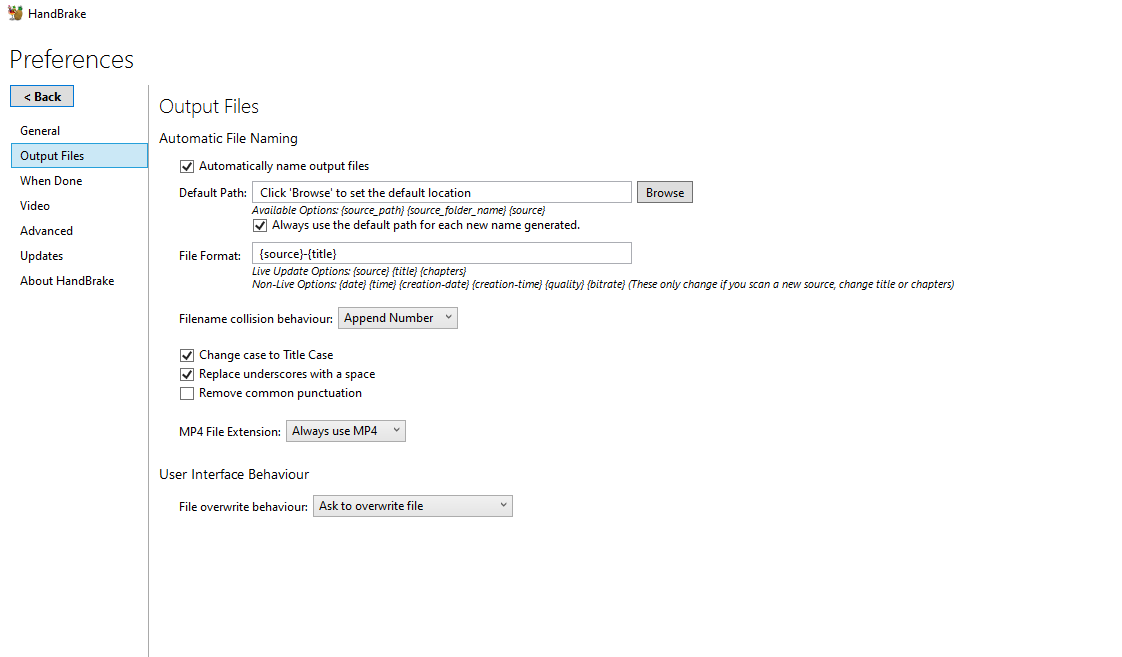 HandBrake
Preferences
< Back
General
Output Files
When Done
Video
Advanced
Updates
About HandBrake
Output Files
Automatic File Naming
Automatically name output files
Default Path: Click 'Browse' to set the default location Browse
Available Options: {source_path} {source_folder_name} {source}
Always use the default path for each new name generated.
File Format: {source}-{title}
Live Update Options: {source} {title} {chapters}
Non-Live Options: {date} {time} {creation-date} {creation-time} {quality} {bitrate} (These only change if you scan a new source, change title or chapters)
Filename collision behaviour: Append Number
Change case to Title Case
Replace underscores with a space
Remove common punctuation
MP4 File Extension: Always use MP4
User Interface Behaviour
File overwrite behaviour: Ask to overwrite file